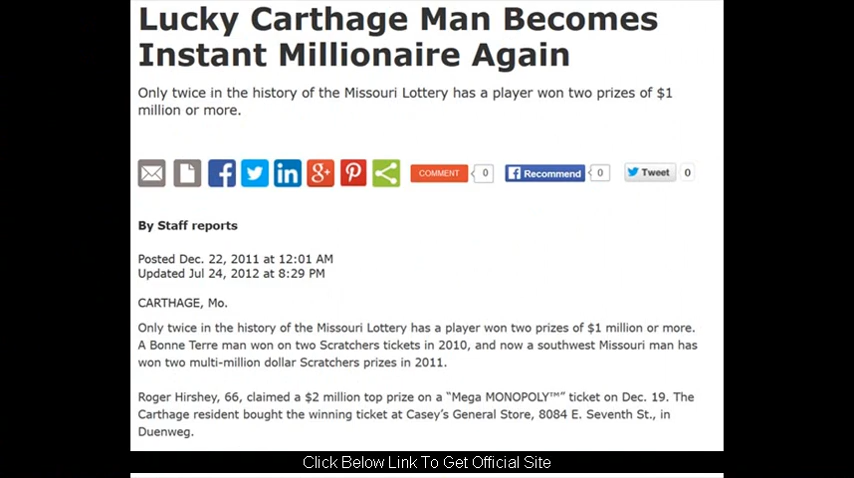 Lucky Carthage Man Becomes
Instant Millionaire Again
Only twice in the history of the Missouri Lottery has a player won two prizes of $1
million or more.
COMMENT 0 Recommend 0 Tweet 0
By Staff reports
Posted Dec. 22, 2011 at 12:01 AM
Updated Jul 24, 2012 at 8:29 PM
CARTHAGE, Mo.
Only twice in the history of the Missouri Lottery has a player won two prizes of $1 million or more.
A Bonne Terre man won on two Scratchers tickets in 2010, and now a southwest Missouri man has
won two multi-million dollar Scratchers prizes in 2011.
Roger Hirshey, 66, claimed a $2 million top prize on a “Mega MONOPOLY™” ticket on Dec. 19. The
Carthage resident bought the winning ticket at Casey’s General Store, 8084 E. Seventh St., in
Duenweg.
Click Below Link To Get Official Site